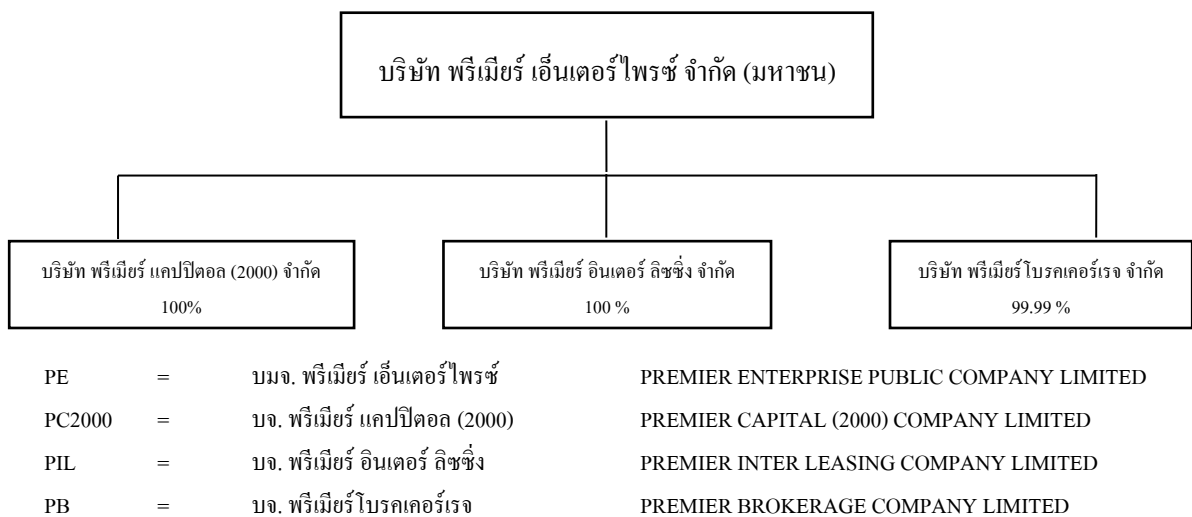 บริษัท พรีเมียร์ เอ็นเตอร์ไพรซ์ จำกัด (มหาชน)
บริษัท พรีเมียร์ แคปปิตอล (2000) จำกัด
100%
บริษัท พรีเมียร์ อินเตอร์ ลิซซิ่ง จำกัด
100 %
บริษัท พรีเมียร์ โบรคเคอร์เรจ จำกัด
99.99 %
PE = บมจ. พรีเมียร์ เอ็นเตอร์ไพรซ์ PREMIER ENTERPRISE PUBLIC COMPANY LIMITED
PC2000 = บจ. พรีเมียร์ แคปปิตอล (2000) PREMIER CAPITAL (2000) COMPANY LIMITED
PIL = บจ. พรีเมียร์ อินเตอร์ ลิซซิ่ง PREMIER INTER LEASING COMPANY LIMITED
PB = บจ. พรีเมียร์ โบรคเคอร์เรจ PREMIER BROKERAGE COMPANY LIMITED